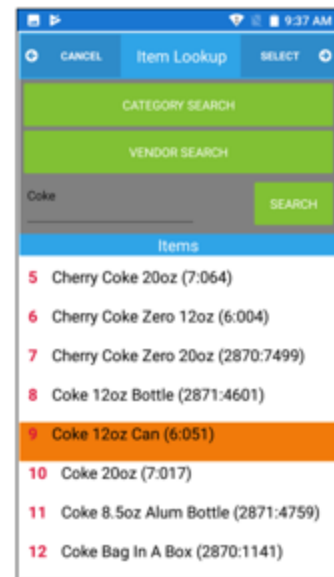 9:37 AM
CANCEL Item Lookup SELECT
CATEGORY SEARCH
VENDOR SEARCH
Coke SEARCH
Items
5 Cherry Coke 20oz (7:064)
6 Cherry Coke Zero 12oz (6:004)
7 Cherry Coke Zero 20oz (2870:7499)
8 Coke 12oz Bottle (2871:4601)
9 Coke 12oz Can (6:051)
10 Coke 20oz (7:017)
11 Coke 8.5oz Alum Bottle (2871:4759)
12 Coke Bag In A Box (2870:1141)